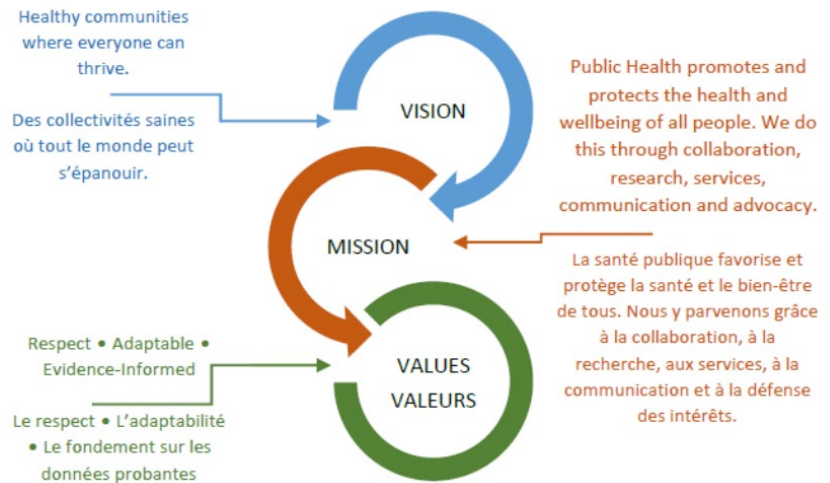 Healthy communities
where everyone can
thrive.
Des collectivités saines
où tout le monde peut
s'épanouir.
VISION
Public Health promotes and
protects the health and
wellbeing of all people. We do
this through collaboration,
research, services,
communication and advocacy.
MISSION
La santé publique favorise et
protège la santé et le bien-être
de tous. Nous y parvenons grâce
à la collaboration, à la
recherche, aux services, à la
communication et à la défense
des intérêts.
Respect • Adaptable •
Evidence-Informed
Le respect • L'adaptabilité
• Le fondement sur les
données probantes
VALUES
VALEURS